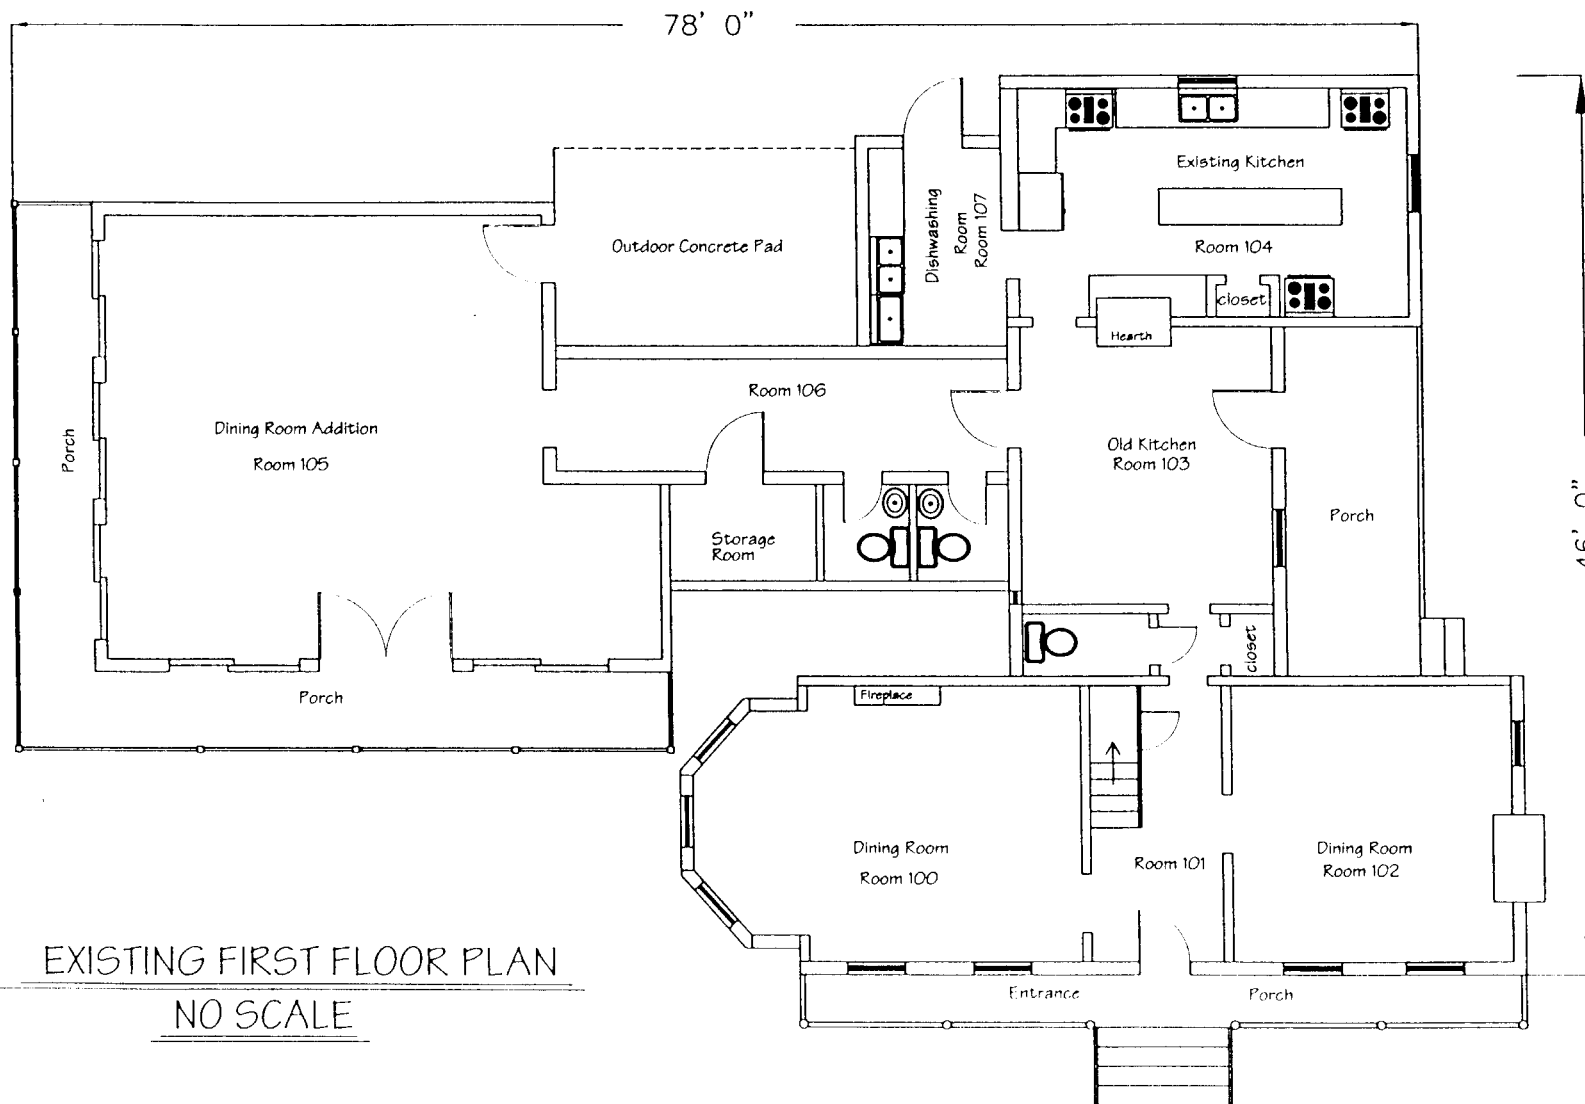 78' 0"
Existing Kitchen
Room 104
Dishwashing
Room
Room 107
Outdoor Concrete Pad
closet
Hearth
Room 106
Dining Room Addition
Room 105
Porch
Old Kitchen
Room 103
Porch
46' 0"
Storage
Room
closet
Porch
Fireplace
Dining Room
Room 100
Room 101
Dining Room
Room 102
EXISTING FIRST FLOOR PLAN
NO SCALE
Entrance
Porch